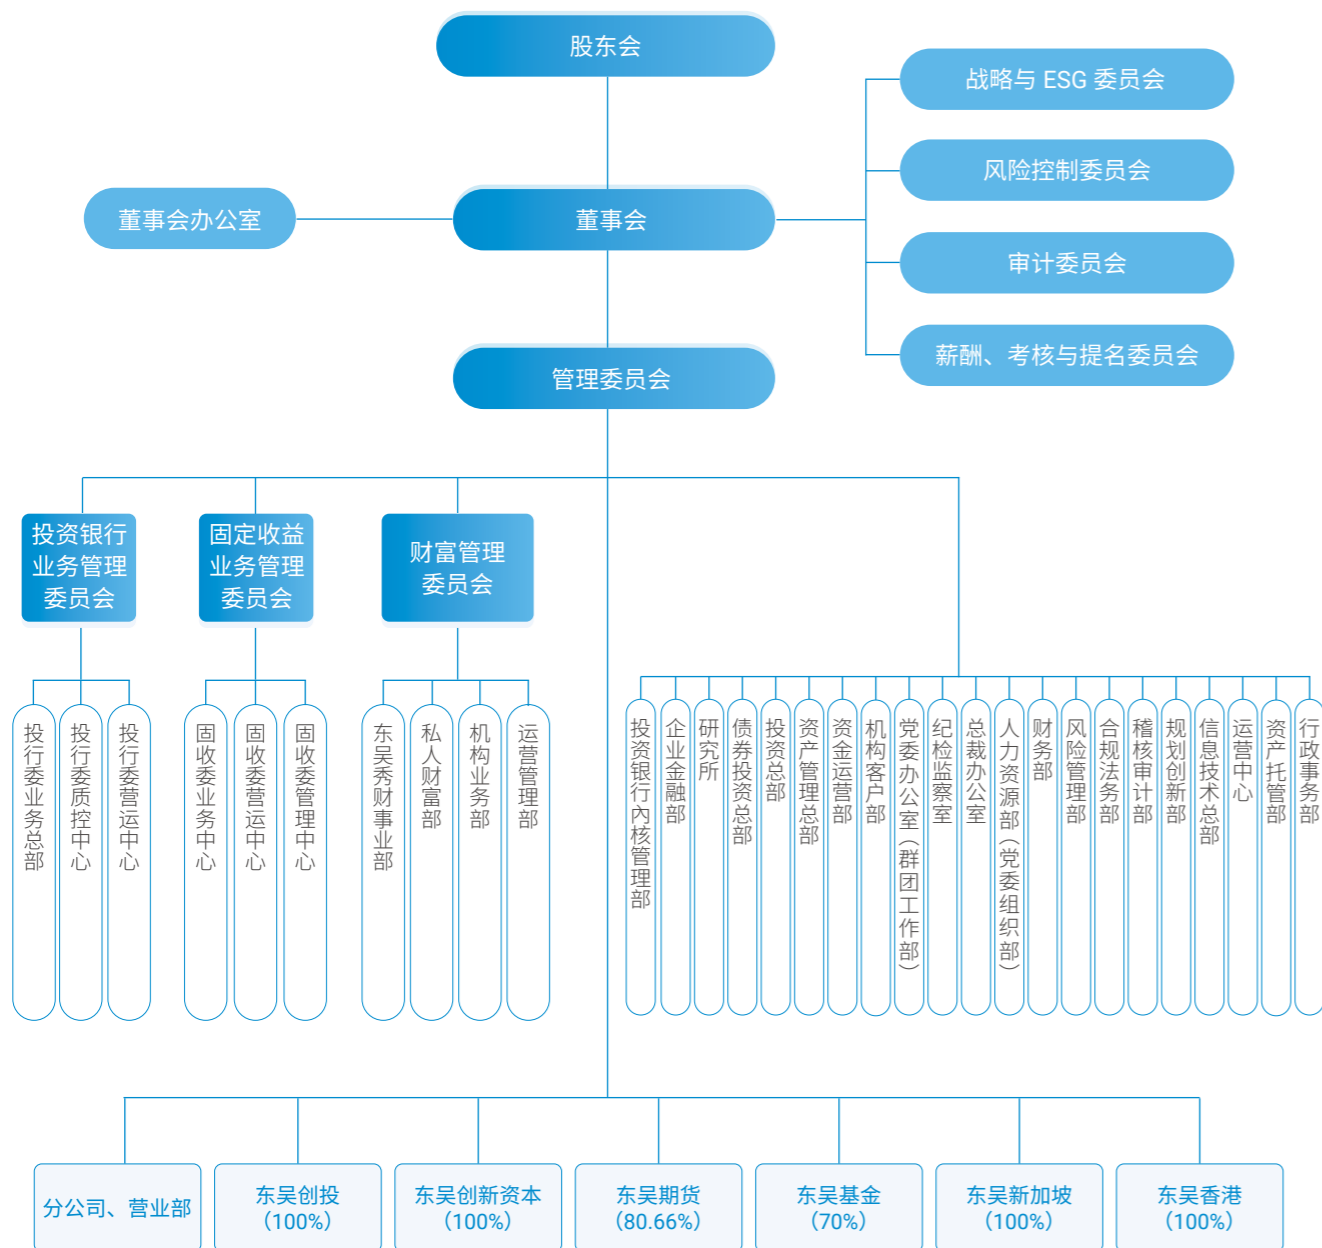 股东会
战略与 ESG 委员会
风险控制委员会
董事会办公室
董事会
审计委员会
薪酬、考核与提名委员会
管理委员会
投资银行
业务管理
委员会
固定收益
业务管理
委员会
财富管理
委员会
投行委业务总部
投行委质控中心
投行委营运中心
固收委业务中心
固收委营运中心
固收委管理中心
东吴秀财事业部
私人财富部
机构业务部
运营管理部
投资银行内核管理部
企业金融部
研究所
债券投资总部
投资总部
资产管理总部
资金运营部
机构客户部
党委办公室(群团工作部)
纪检监察室
总裁办公室
人力资源部(党委组织部)
财务部
风险管理部
合规法务部
稽核审计部
规划创新部
信息技术总部
运营中心
资产托管部
行政事务部
分公司、营业部
东吴创投
(100%)
东吴创新资本
(100%)
东吴期货
(80.66%)
东吴基金
(70%)
东吴新加坡
(100%)
东吴香港
(100%)